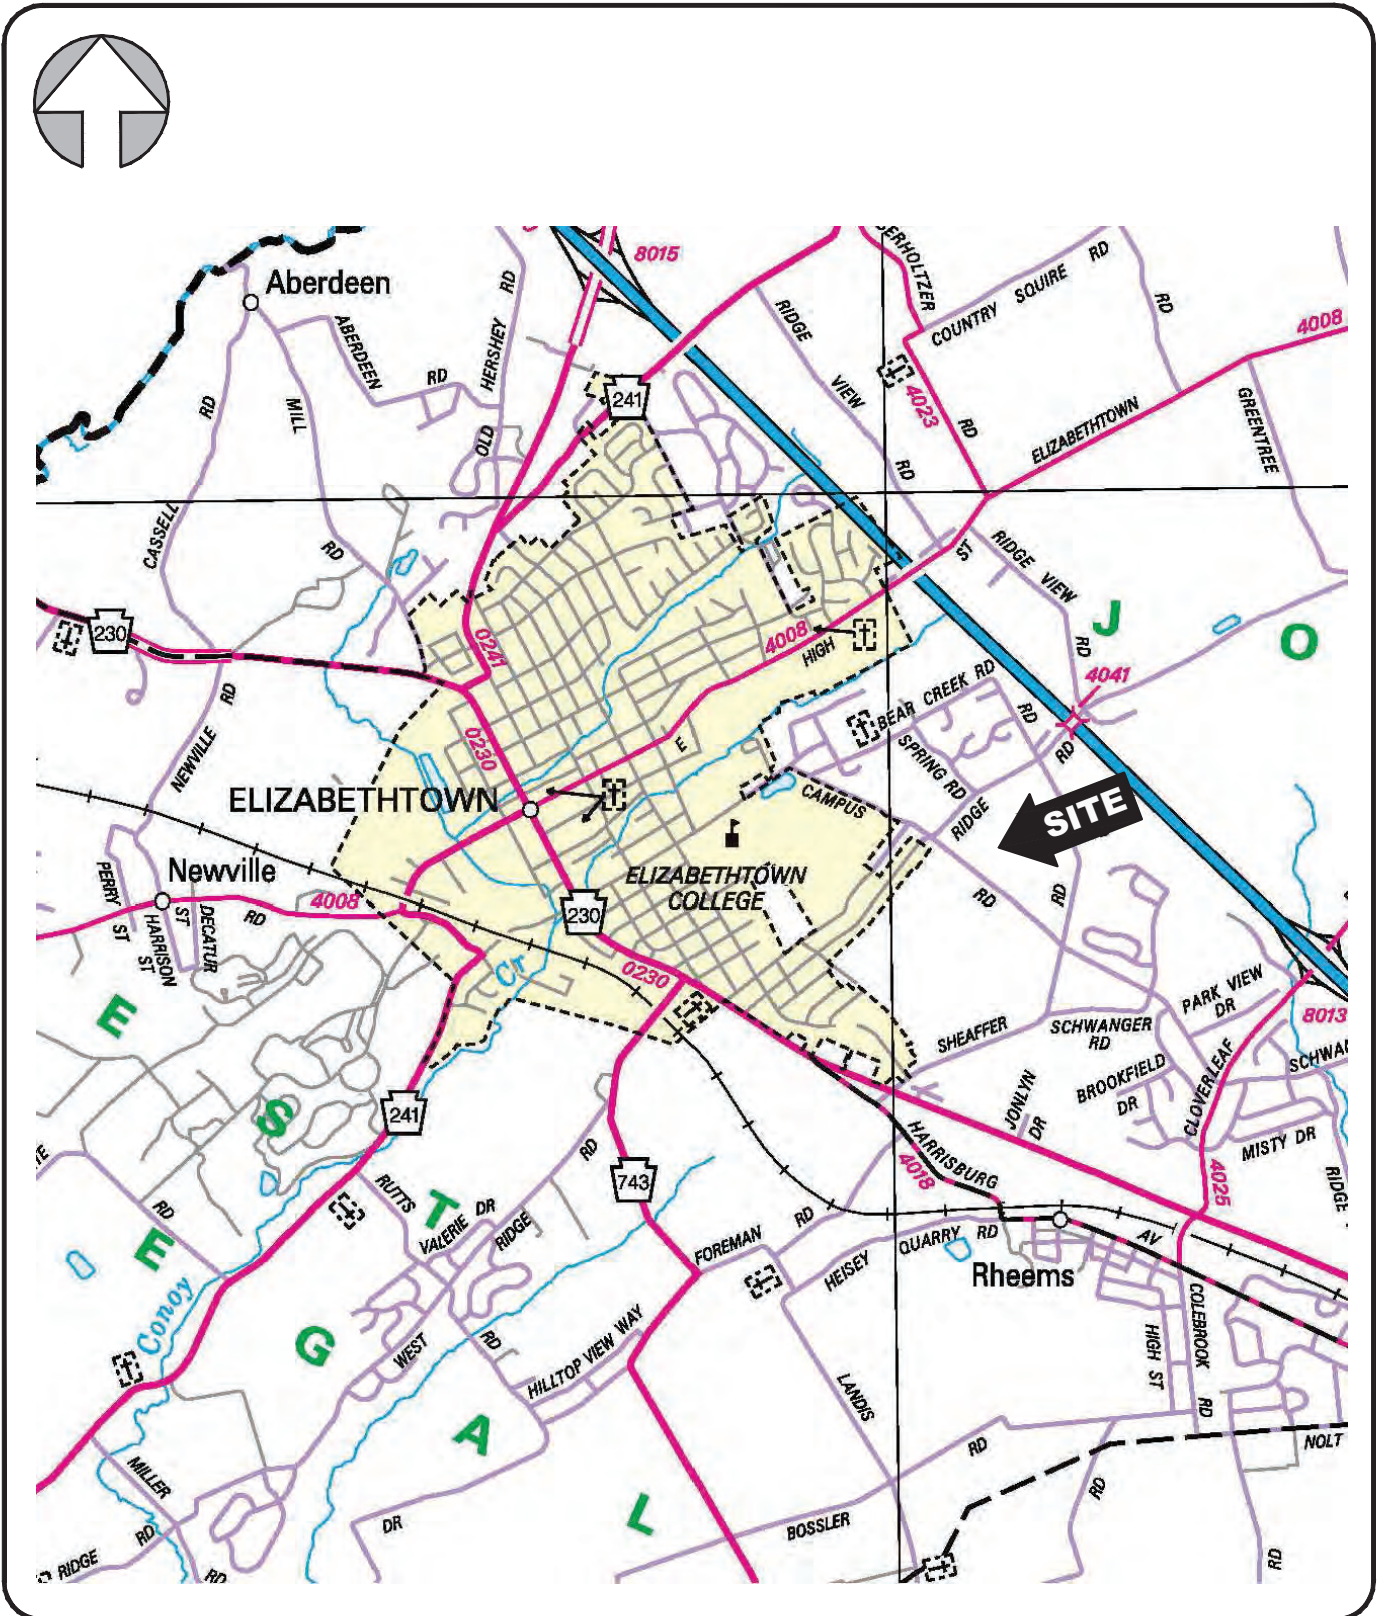 8015
Aberdeen
ERHOLTZER
RD
COUNTRY SQUIRE RD
RD
4008
RIDGE
VIEW
RD
ABERDEEN
RD
HERSHEY
RD
OLD
RD
MILL
RD
CASSELL
241
4023
RD
ELIZABETHTOWN
ST
GREENTREE
RIDGE VIEW
RD
J
O
4041
230
0241
4008
HIGH
E
BEAR CREEK RD
RD
SPRING RD
RD
RIDGE
SITE
NEWVILLE
RD
0230
ELIZABETHTOWN
CAMPUS
RD
RD
ELIZABETHTOWN
COLLEGE
Newville
4008
RD
PERRY
ST
HARRISON
ST
DECATUR
ST
230
0230
Cr
PARK VIEW
DR
8013
SHEAFFER
SCHWANGER
RD
SCHWA
BROOKFIELD
DR
CLOVERLEAF
JONLYN
DR
MISTY DR
RIDGE
E
S
241
HARRISBURG
4018
4025
743
RD
RUTTS
T
VALERIE DR
RIDGE
RD
E
FOREMAN
RD
HEISEY
QUARRY
RD
AV
Rheems
Conoy
G
WEST
RD
HILLTOP VIEW WAY
COLEBROOK
RD
HIGH ST
LANDIS
A
RD
NOLT
MILLER
RD
RIDGE
RD
DR
L
BOSSLER
RD
RD